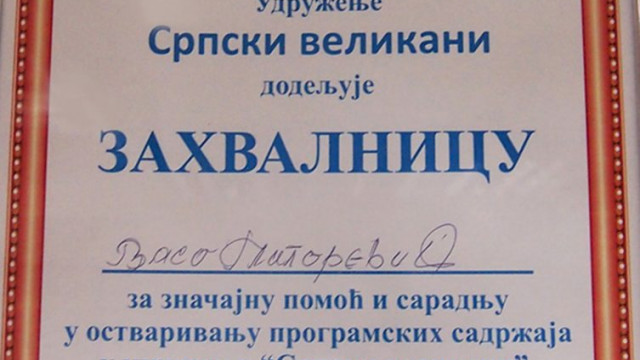 Удружење
Српски великани
додељује
ЗАХВАЛНИЦУ
Васо
за значајну помоћ и сарадњу
у остваривању програмских садржаја